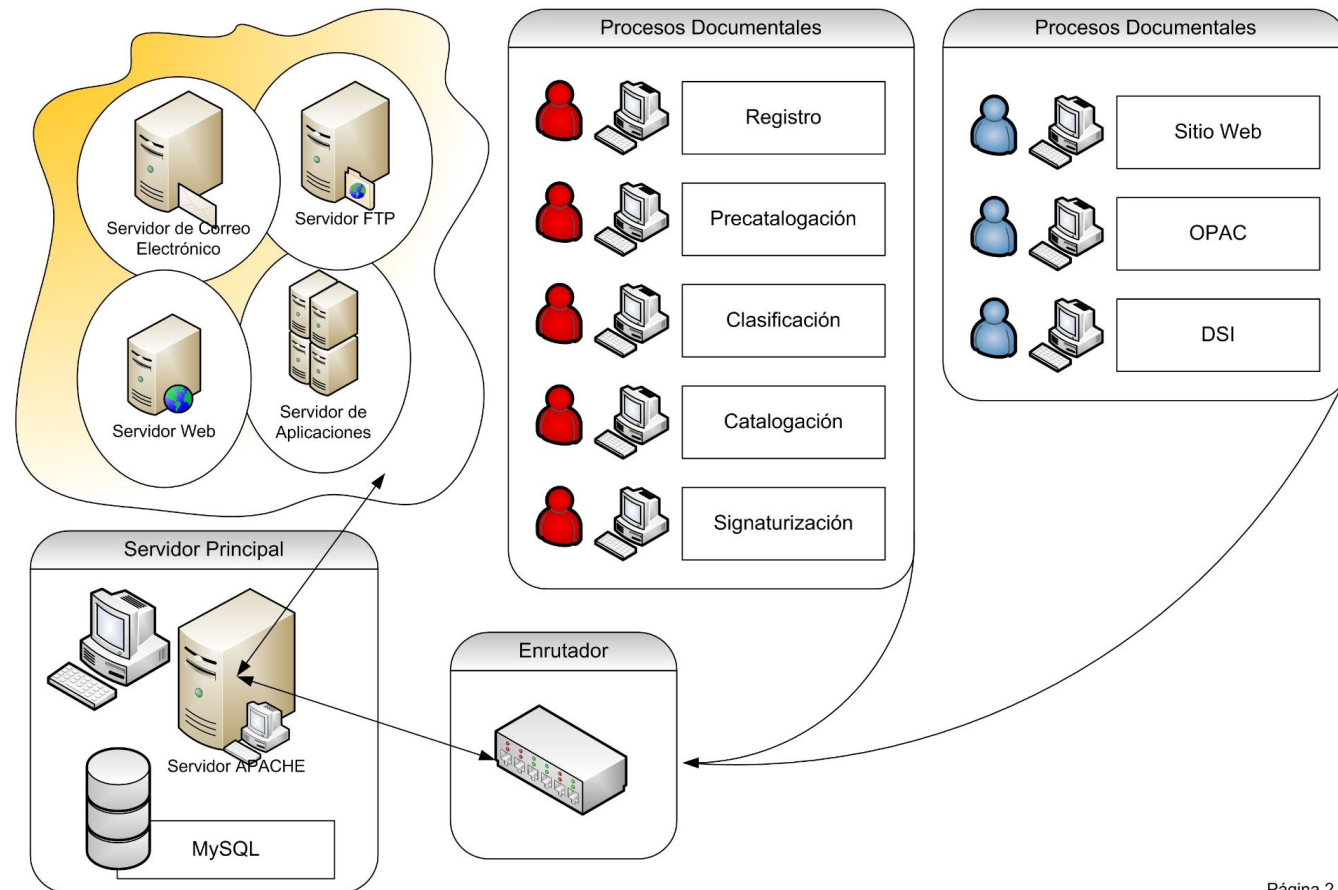 Servidor de Correo
Electrónico
Servidor FTP
Servidor Web
Servidor de
Aplicaciones
Procesos Documentales
Registro
Precatalogación
Clasificación
Catalogación
Signaturización
Procesos Documentales
Sitio Web
OPAC
DSI
Servidor Principal
Servidor APACHE
MySQL
Enrutador
Página 2